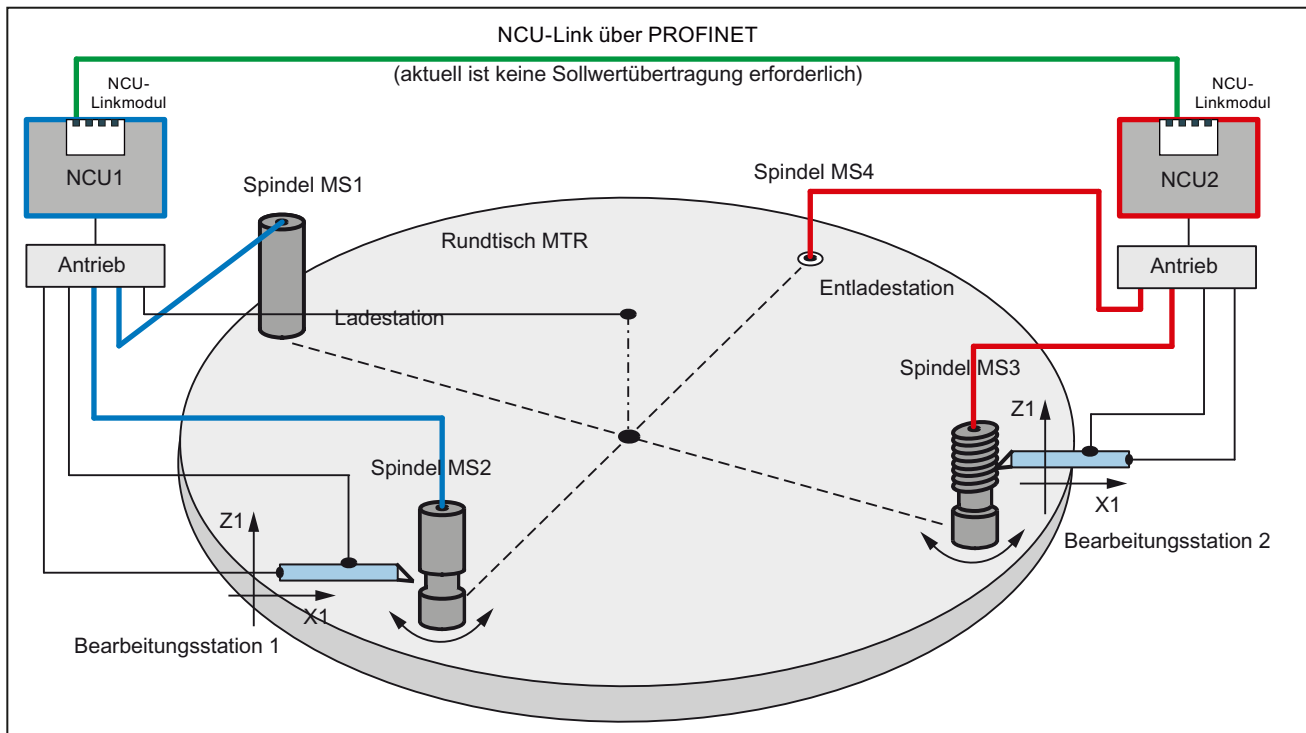 NCU-Link über PROFINET
(aktuell ist keine Sollwertübertragung erforderlich)
NCU-
Linkmodul
NCU-
Linkmodul
NCU1
NCU2
Spindel MS1
Spindel MS4
Rundtisch MTR
Antrieb
Antrieb
Entladestation
Ladestation
Spindel MS3
Z1
Spindel MS2
X1
Z1
Bearbeitungsstation 2
X1
Bearbeitungsstation 1